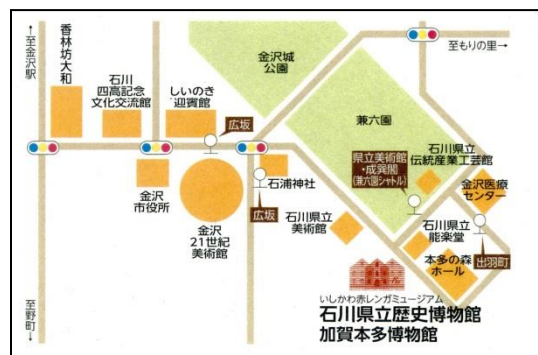 ←至金沢駅
香林坊大和
石川
四高記念
文化交流館
しいのき
迎賓館
広坂
金沢城
公園
至もりの里→
兼六園
石川県立
伝統産業工芸館
県立美術館
・成巽閣
(兼六園シャトル)
金沢医療
センター
金沢
市役所
金沢
21世紀
美術館
石浦神社
広坂
石川県立
美術館
石川県立
能楽堂
本多の森
ホール
出羽町
至野町→
いしかわ赤レンガミュージアム
石川県立歴史博物館
加賀本多博物館